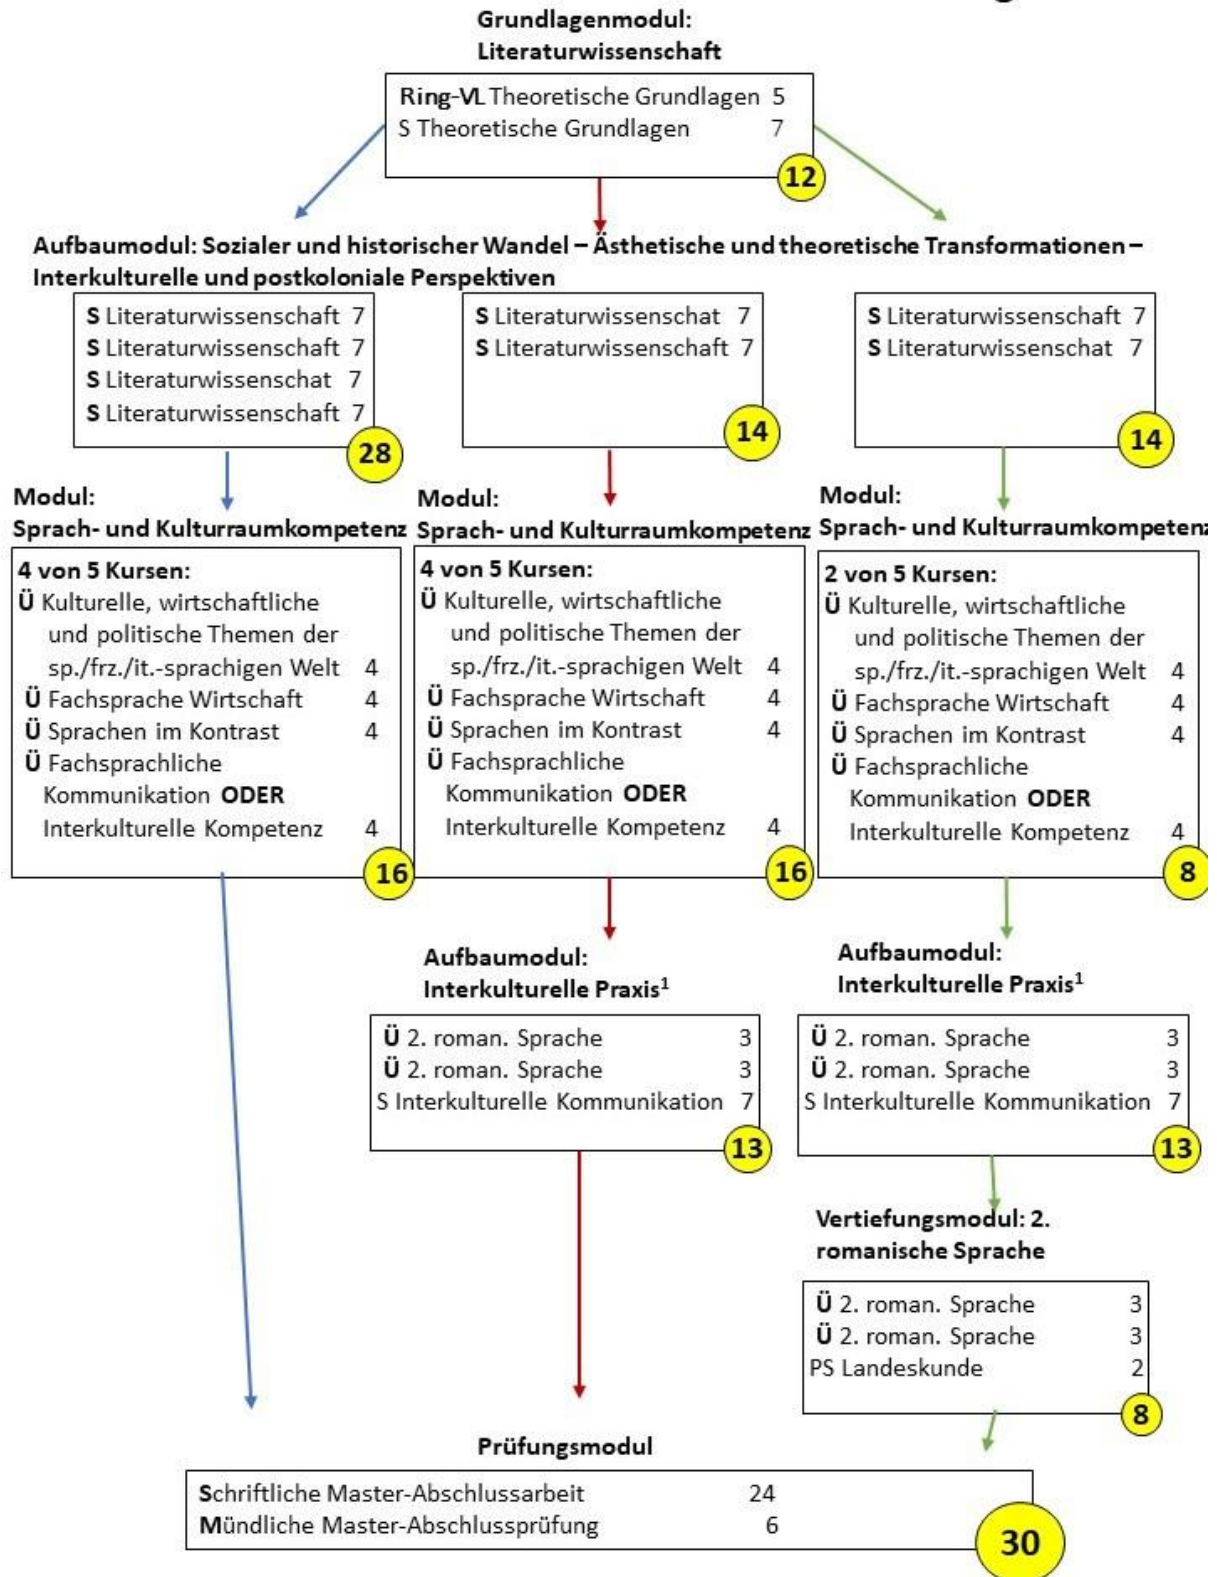 Grundlagenmodul:
Literaturwissenschaft
Ring-VL Theoretische Grundlagen 5
S Theoretische Grundlagen 7
12
Aufbaumodul: Sozialer und historischer Wandel – Ästhetische und theoretische Transformationen –
Interkulturelle und postkoloniale Perspektiven
S Literaturwissenschaft 7
S Literaturwissenschaft 7
S Literaturwissenschat 7
S Literaturwissenschaft 7
28
S Literaturwissenschat 7
S Literaturwissenschaft 7
14
S Literaturwissenschaft 7
S Literaturwissenschat 7
14
Modul:
Sprach- und Kulturraumkompetenz
4 von 5 Kursen:
Ü Kulturelle, wirtschaftliche
und politische Themen der
sp./frz./it.-sprachigen Welt 4
Ü Fachsprache Wirtschaft 4
Ü Sprachen im Kontrast 4
Ü Fachsprachliche
Kommunikation ODER
Interkulturelle Kompetenz 4
16
Modul:
Sprach- und Kulturraumkompetenz
4 von 5 Kursen:
Ü Kulturelle, wirtschaftliche
und politische Themen der
sp./frz./it.-sprachigen Welt 4
Ü Fachsprache Wirtschaft 4
Ü Sprachen im Kontrast 4
Ü Fachsprachliche
Kommunikation ODER
Interkulturelle Kompetenz 4
16
Modul:
Sprach- und Kulturraumkompetenz
2 von 5 Kursen:
Ü Kulturelle, wirtschaftliche
und politische Themen der
sp./frz./it.-sprachigen Welt 4
Ü Fachsprache Wirtschaft 4
Ü Sprachen im Kontrast 4
Ü Fachsprachliche
Kommunikation ODER
Interkulturelle Kompetenz 4
8
Aufbaumodul:
Interkulturelle Praxis¹
Ü 2. roman. Sprache 3
Ü 2. roman. Sprache 3
S Interkulturelle Kommunikation 7
13
Aufbaumodul:
Interkulturelle Praxis¹
Ü 2. roman. Sprache 3
Ü 2. roman. Sprache 3
S Interkulturelle Kommunikation 7
13
Vertiefungsmodul: 2.
romanische Sprache
Ü 2. roman. Sprache 3
Ü 2. roman. Sprache 3
PS Landeskunde 2
8
Prüfungsmodul
Schriftliche Master-Abschlussarbeit 24
Mündliche Master-Abschlussprüfung 6
30